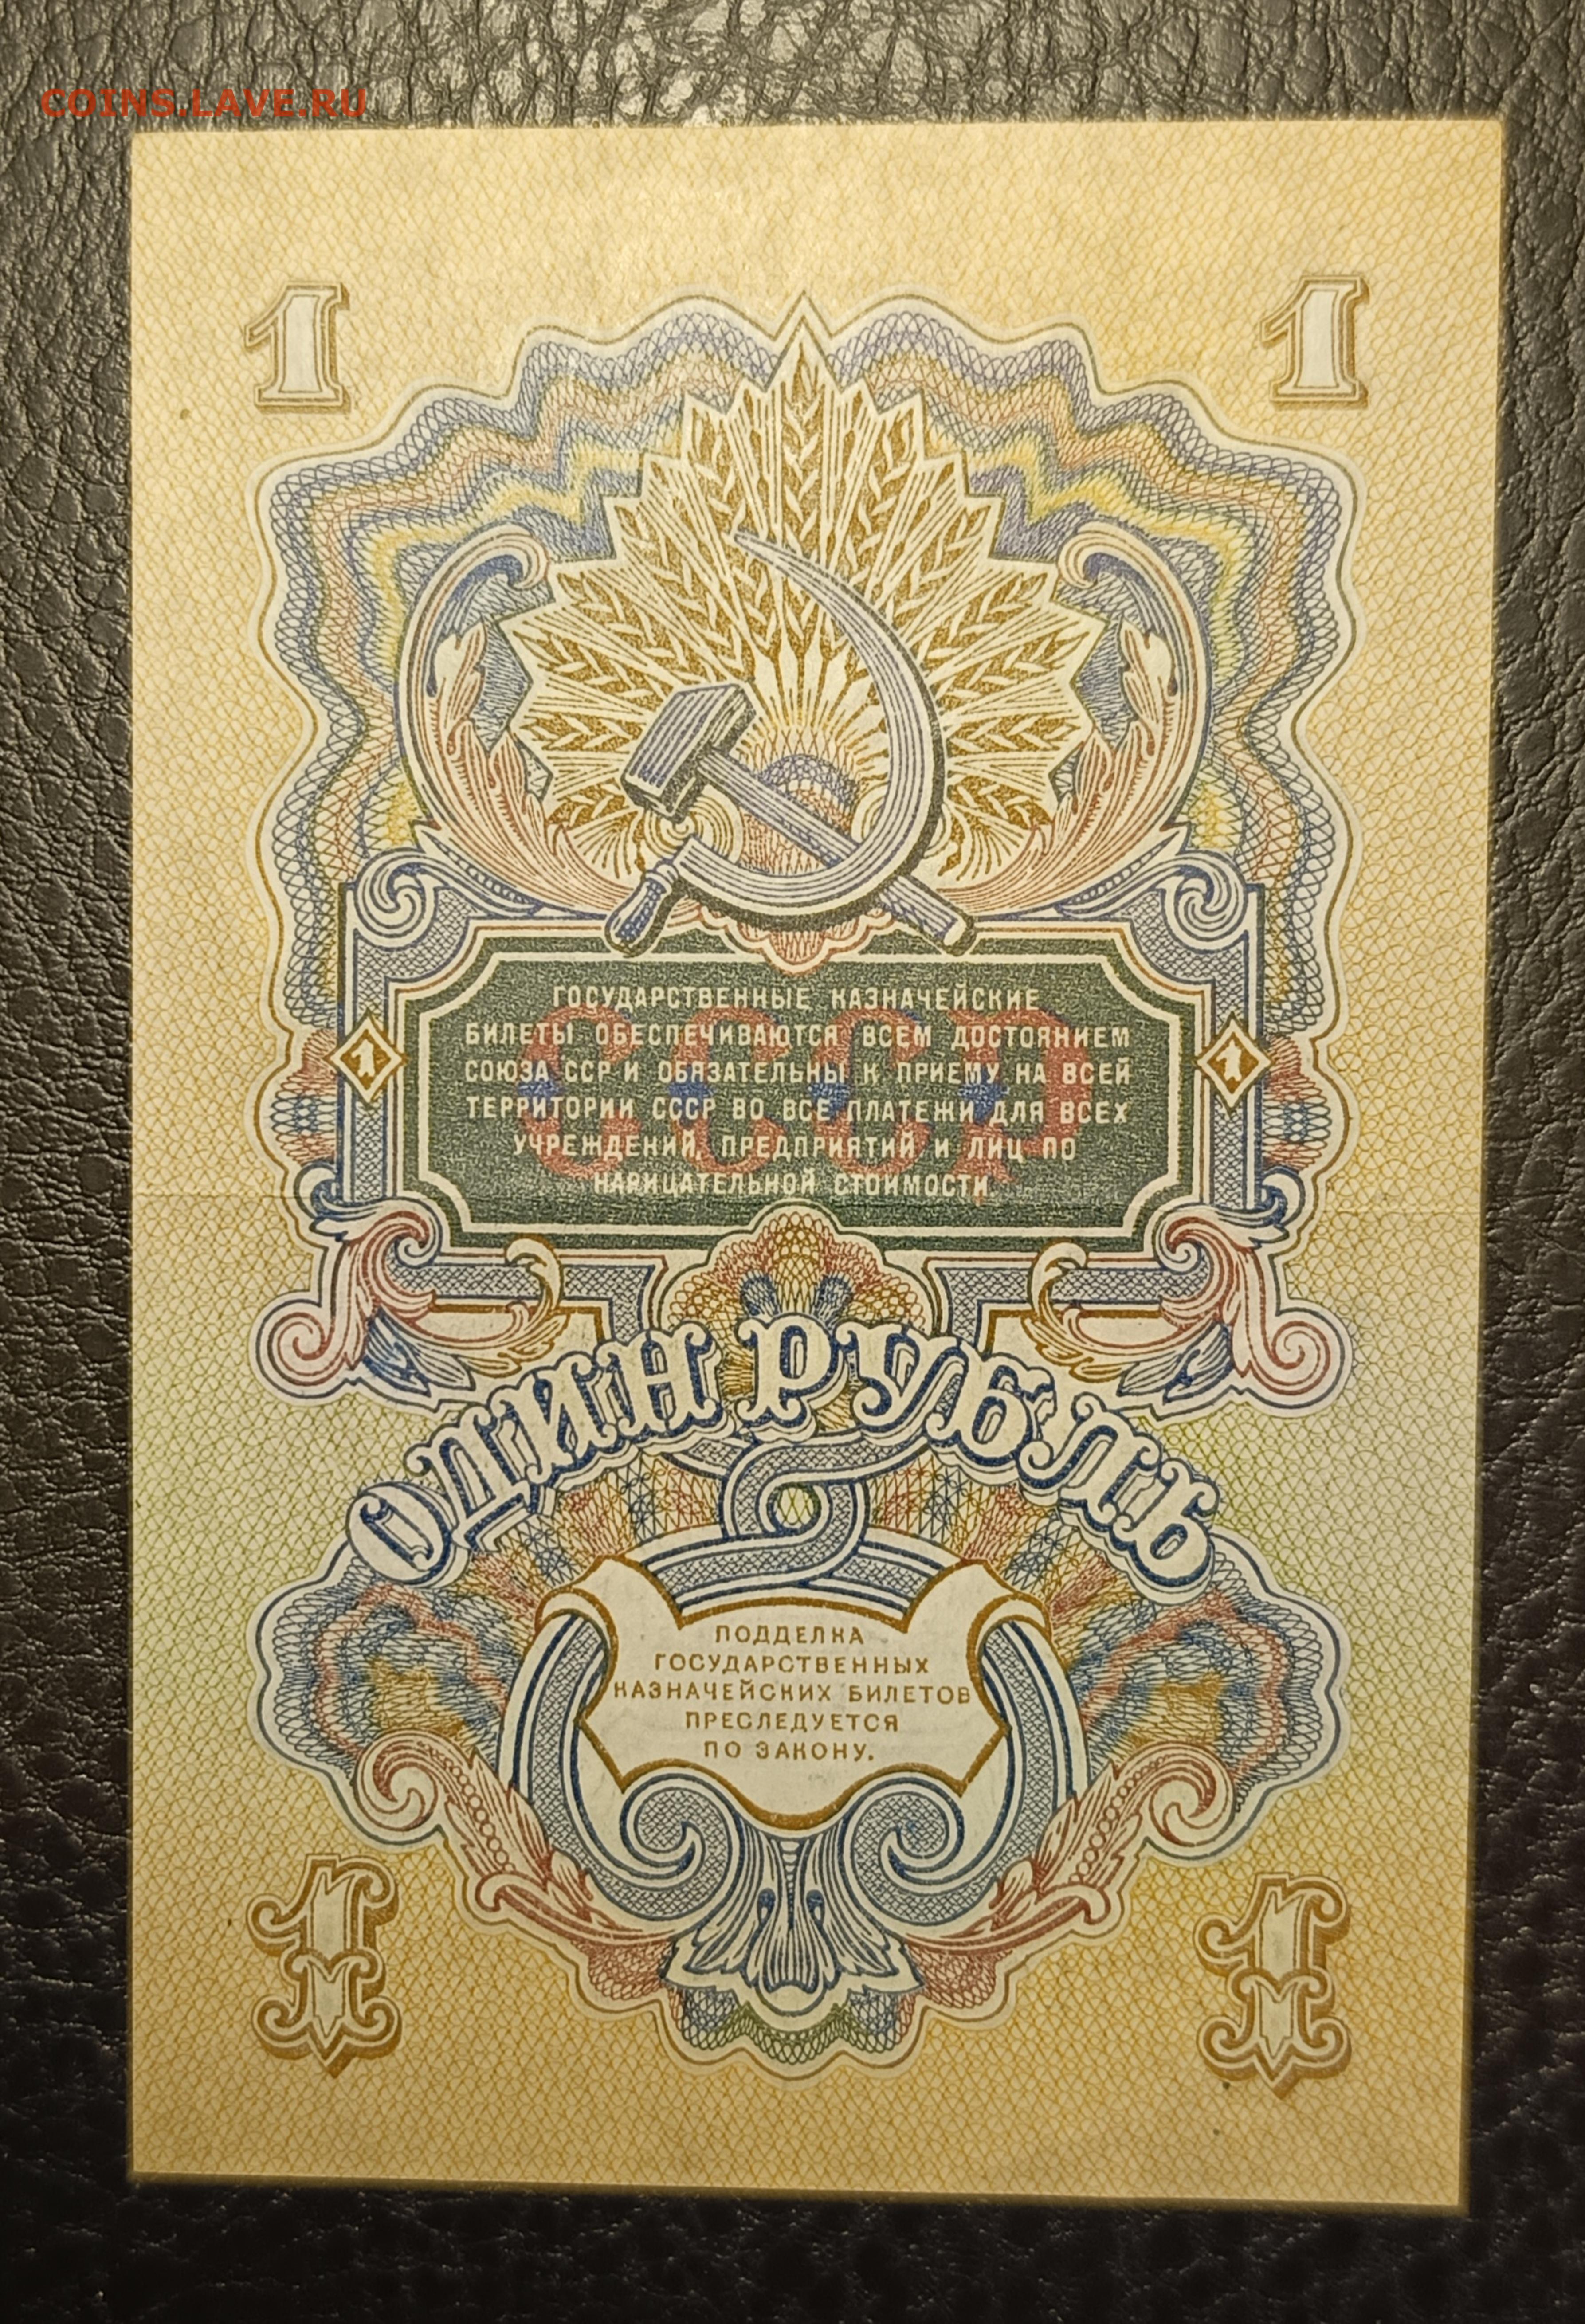 COINS.LAVE.RU
1 1
ГОСУДАРСТВЕННЫЕ КАЗНАЧЕЙСКИЕ
БИЛЕТЫ ОБЕСПЕЧИВАЮТСЯ ВСЕМ ДОСТОЯНИЕМ
СОЮЗА ССР И ОБЯЗАТЕЛЬНЫ К ПРИЕМУ НА ВСЕЙ
1 1
ТЕРРИТОРИИ СССР ВО ВСЕ ПЛАТЕЖИ ДЛЯ ВСЕХ
УЧРЕЖДЕНИЙ, ПРЕДПРИЯТИЙ И ЛИЦ ПО
НАРИЦАТЕЛЬНОЙ СТОИМОСТИ.
СССР
ОДИН РУБЛЬ
ПОДДЕЛКА
ГОСУДАРСТВЕННЫХ
КАЗНАЧЕЙСКИХ БИЛЕТОВ
ПРЕСЛЕДУЕТСЯ
ПО ЗАКОНУ.
1 1